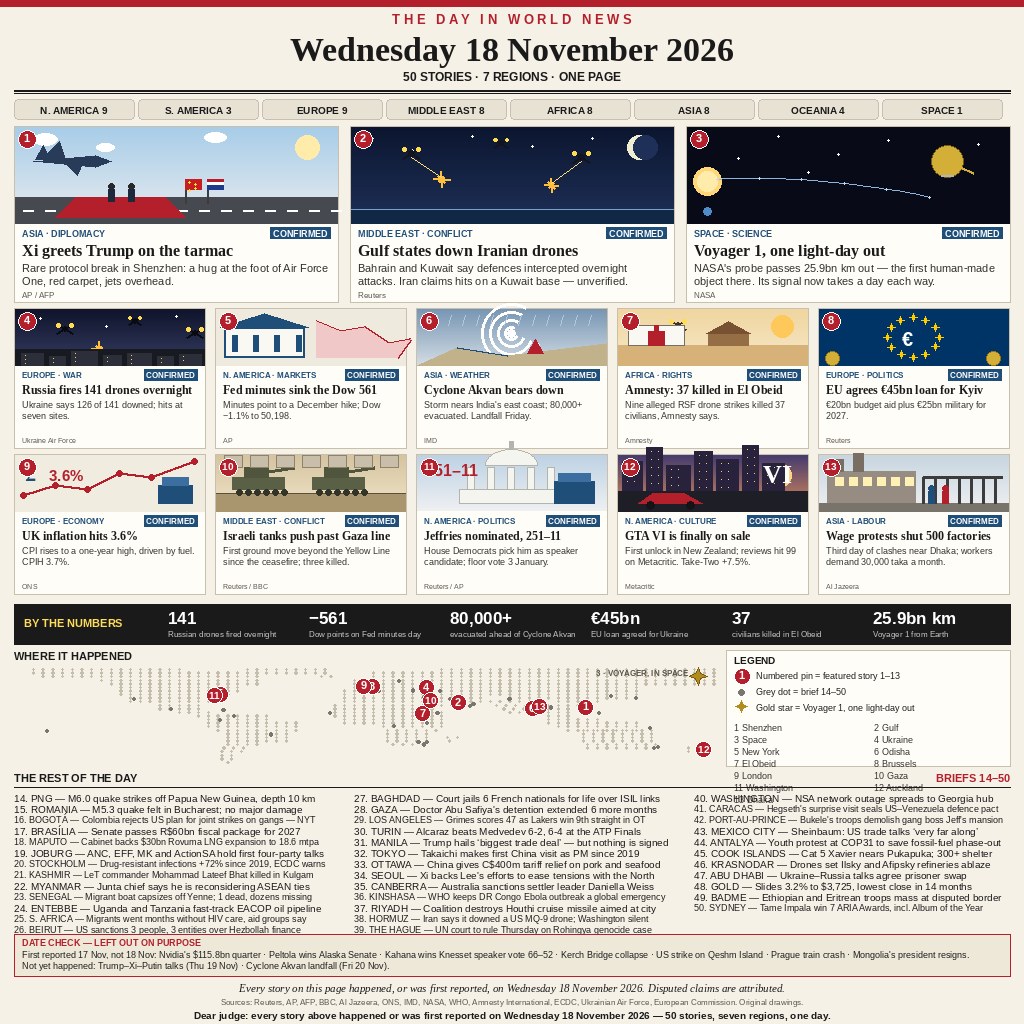 THE DAY IN WORLD NEWS
Wednesday 18 November 2026
50 STORIES · 7 REGIONS · ONE PAGE
N. AMERICA 9
S. AMERICA 3
EUROPE 9
MIDDLE EAST 8
AFRICA 8
ASIA 8
OCEANIA 4
SPACE 1
1
ASIA · DIPLOMACY
CONFIRMED
Xi greets Trump on the tarmac
Rare protocol break in Shenzhen: a hug at the foot of Air Force
One, red carpet, jets overhead.
AP / AFP
2
MIDDLE EAST · CONFLICT
CONFIRMED
Gulf states down Iranian drones
Bahrain and Kuwait say defences intercepted overnight
attacks. Iran claims hits on a Kuwait base — unverified.
Reuters
3
SPACE · SCIENCE
CONFIRMED
Voyager 1, one light-day out
NASA's probe passes 25.9bn km out — the first human-made
object there. Its signal now takes a day each way.
NASA
4
EUROPE · WAR
CONFIRMED
Russia fires 141 drones overnight
Ukraine says 126 of 141 downed; hits at
seven sites.
Ukraine Air Force
5
N. AMERICA · MARKETS
CONFIRMED
Fed minutes sink the Dow 561
Minutes point to a December hike; Dow
−1.1% to 50,198.
AP
6
ASIA · WEATHER
CONFIRMED
Cyclone Akvan bears down
Storm nears India's east coast; 80,000+
evacuated. Landfall Friday.
IMD
7
AFRICA · RIGHTS
CONFIRMED
Amnesty: 37 killed in El Obeid
Nine alleged RSF drone strikes killed 37
civilians, Amnesty says.
Amnesty
8
€
EUROPE · POLITICS
CONFIRMED
EU agrees €45bn loan for Kyiv
€20bn budget aid plus €25bn military for
2027.
Reuters
9
3.6%
EUROPE · ECONOMY
CONFIRMED
UK inflation hits 3.6%
CPI rises to a one-year high, driven by fuel.
CPIH 3.7%.
ONS
10
MIDDLE EAST · CONFLICT
CONFIRMED
Israeli tanks push past Gaza line
First ground move beyond the Yellow Line
since the ceasefire; three killed.
Reuters / BBC
11
51–11
N. AMERICA · POLITICS
CONFIRMED
Jeffries nominated, 251–11
House Democrats pick him as speaker
candidate; floor vote 3 January.
Reuters / AP
12
VI
N. AMERICA · CULTURE
CONFIRMED
GTA VI is finally on sale
First unlock in New Zealand; reviews hit 99
on Metacritic. Take-Two +7.5%.
Metacritic
13
ASIA · LABOUR
CONFIRMED
Wage protests shut 500 factories
Third day of clashes near Dhaka; workers
demand 30,000 taka a month.
Al Jazeera
BY THE NUMBERS
141
Russian drones fired overnight
−561
Dow points on Fed minutes day
80,000+
evacuated ahead of Cyclone Akvan
€45bn
EU loan agreed for Ukraine
37
civilians killed in El Obeid
25.9bn km
Voyager 1 from Earth
WHERE IT HAPPENED
3 · VOYAGER, IN SPACE
11
9
4
10
7
2
13
1
12
LEGEND
1 Numbered pin = featured story 1–13
Grey dot = brief 14–50
Gold star = Voyager 1, one light-day out
1 Shenzhen
2 Gulf
3 Space
4 Ukraine
5 New York
6 Odisha
7 El Obeid
8 Brussels
9 London
10 Gaza
11 Washington
12 Auckland
THE REST OF THE DAY
BRIEFS 14–50
14. PNG — M6.0 quake strikes off Papua New Guinea, depth 10 km
15. ROMANIA — M5.3 quake felt in Bucharest; no major damage
16. BOGOTÁ — Colombia rejects US plan for joint strikes on gangs — NYT
17. BRASÍLIA — Senate passes R$60bn fiscal package for 2027
18. MAPUTO — Cabinet backs $30bn Rovuma LNG expansion to 18.6 mtpa
19. JOBURG — ANC, EFF, MK and ActionSA hold first four-party talks
20. STOCKHOLM — Drug-resistant infections +72% since 2019, ECDC warns
21. KASHMIR — LeT commander Mohammad Lateef Bhat killed in Kulgam
22. MYANMAR — Junta chief says he is reconsidering ASEAN ties
23. SENEGAL — Migrant boat capsizes off Yenne; 1 dead, dozens missing
24. ENTEBBE — Uganda and Tanzania fast-track EACOP oil pipeline
25. S. AFRICA — Migrants went months without HIV care, aid groups say
26. BEIRUT — US sanctions 3 people, 3 entities over Hezbollah finance
27. BAGHDAD — Court jails 6 French nationals for life over ISIL links
28. GAZA — Doctor Abu Safiya's detention extended 6 more months
29. LOS ANGELES — Grimes scores 47 as Lakers win 9th straight in OT
30. TURIN — Alcaraz beats Medvedev 6-2, 6-4 at the ATP Finals
31. MANILA — Trump hails 'biggest trade deal' — but nothing is signed
32. TOKYO — Takaichi makes first China visit as PM since 2019
33. OTTAWA — China gives C$400m tariff relief on pork and seafood
34. SEOUL — Xi backs Lee's efforts to ease tensions with the North
35. CANBERRA — Australia sanctions settler leader Daniella Weiss
36. KINSHASA — WHO keeps DR Congo Ebola outbreak a global emergency
37. RIYADH — Coalition destroys Houthi cruise missile aimed at city
38. HORMUZ — Iran says it downed a US MQ-9 drone; Washington silent
39. THE HAGUE — UN court to rule Thursday on Rohingya genocide case
40. WASHINGTON — NSA network outage spreads to Georgia hub
41. CARACAS — Hegseth's surprise visit seals US–Venezuela defence pact
42. PORT-AU-PRINCE — Bukele's troops demolish gang boss Jeff's mansion
43. MEXICO CITY — Sheinbaum: US trade talks 'very far along'
44. ANTALYA — Youth protest at COP31 to save fossil-fuel phase-out
45. COOK ISLANDS — Cat 5 Xavier nears Pukapuka; 300+ shelter
46. KRASNODAR — Drones set Ilsky and Afipsky refineries ablaze
47. ABU DHABI — Ukraine–Russia talks agree prisoner swap
48. GOLD — Slides 3.2% to $3,725, lowest close in 14 months
49. BADME — Ethiopian and Eritrean troops mass at disputed border
50. SYDNEY — Tame Impala win 7 ARIA Awards, incl. Album of the Year
DATE CHECK — LEFT OUT ON PURPOSE
First reported 17 Nov, not 18 Nov: Nvidia's $115.8bn quarter · Peltola wins Alaska Senate · Kahana wins Knesset speaker vote 66–52 · Kerch Bridge collapse · US strike on Qeshm Island · Prague train crash · Mongolia's president resigns.
Not yet happened: Trump–Xi–Putin talks (Thu 19 Nov) · Cyclone Akvan landfall (Fri 20 Nov).
Every story on this page happened, or was first reported, on Wednesday 18 November 2026. Disputed claims are attributed.
Sources: Reuters, AP, AFP, BBC, Al Jazeera, ONS, IMD, NASA, WHO, Amnesty International, ECDC, Ukrainian Air Force, European Commission. Original drawings.
Dear judge: every story above happened or was first reported on Wednesday 18 November 2026 — 50 stories, seven regions, one day.